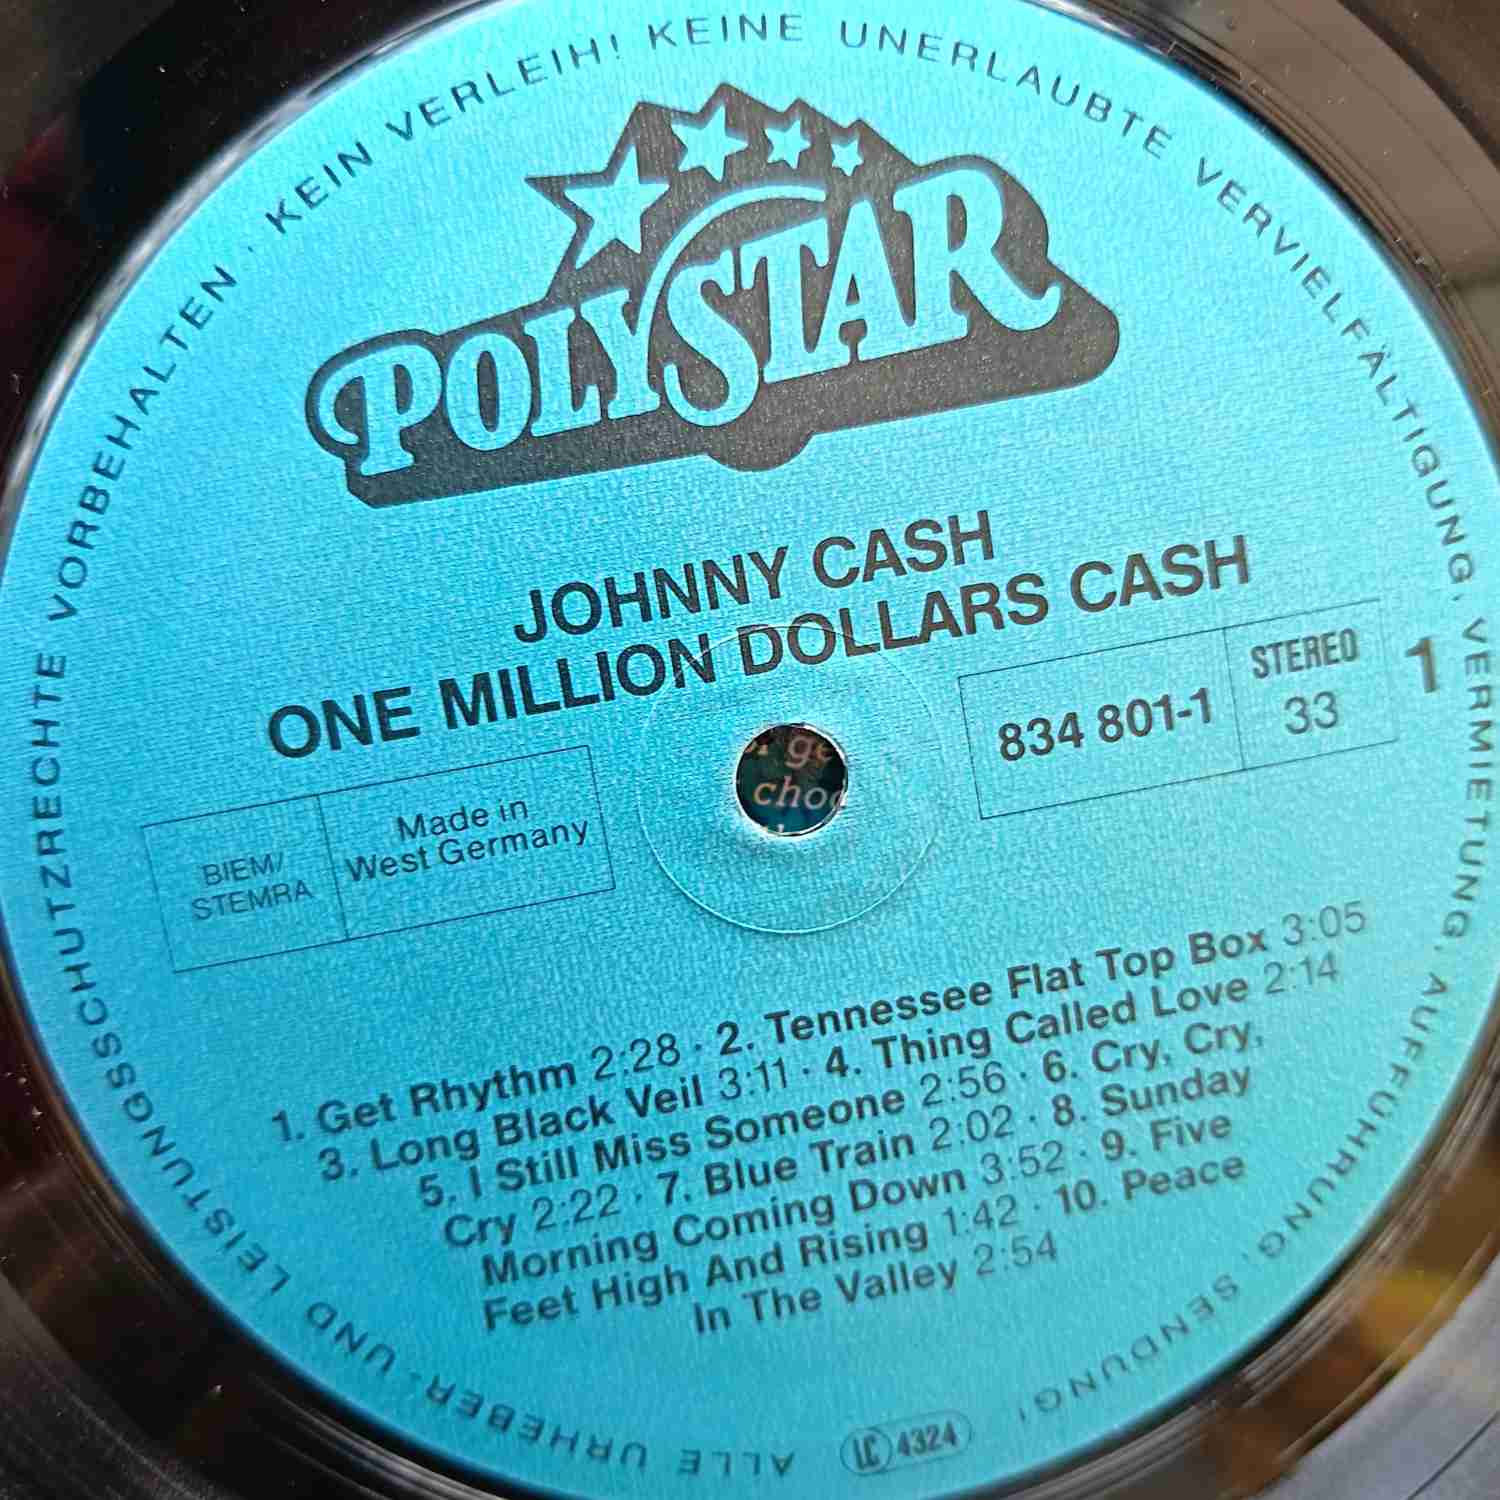 ALLE URHEBER- UND LEISTUNGSSCHUTZRECHTE VORBEHALTEN · KEIN VERLEIH! KEINE UNERLAUBTE VERVIELFÄLTIGUNG, VERMIETUNG, AUFFÜHRUNG, SENDUNG!
POLYSTAR
JOHNNY CASH
ONE MILLION DOLLARS CASH
BIEM/
STEMRA
Made in
West Germany
834 801-1
STEREO
33
1
ge
cho
1. Get Rhythm 2:28 · 2. Tennessee Flat Top Box 3:05
3. Long Black Veil 3:11 · 4. Thing Called Love 2:14
5. I Still Miss Someone 2:56 · 6. Cry, Cry,
Cry 2:22 · 7. Blue Train 2:02 · 8. Sunday
Morning Coming Down 3:52 · 9. Five
Feet High And Rising 1:42 · 10. Peace
In The Valley 2:54
LC 4324